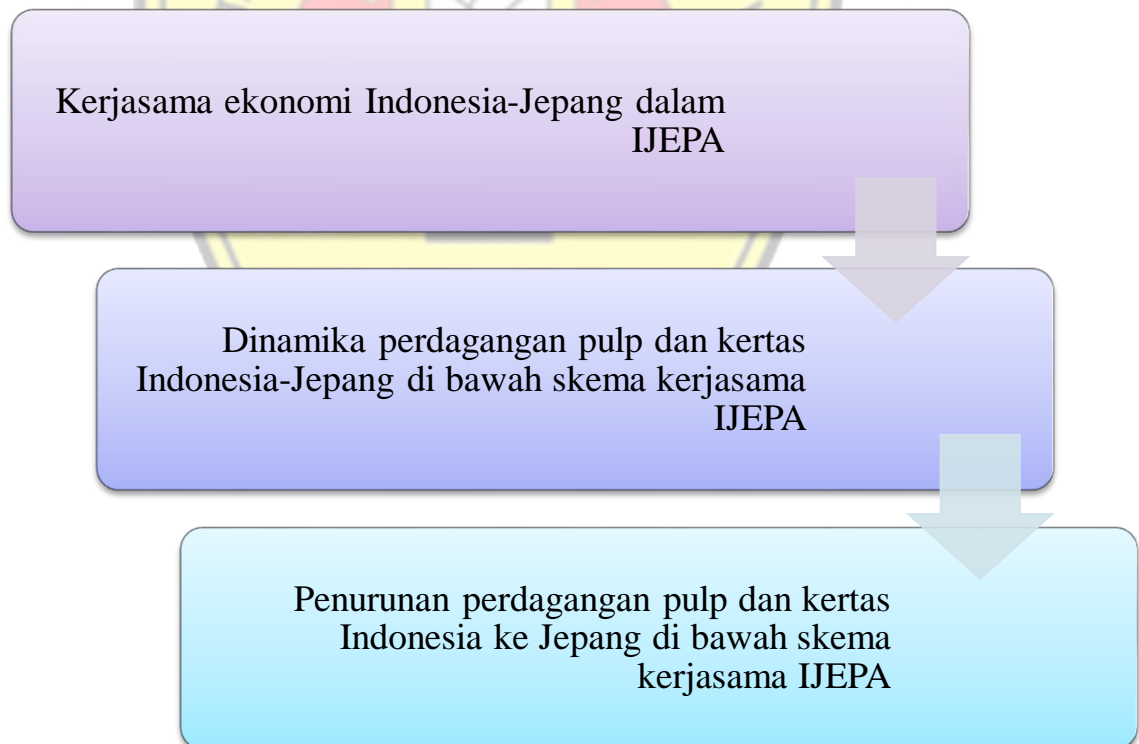 Kerjasama ekonomi Indonesia-Jepang dalam
IJEPA
Dinamika perdagangan pulp dan kertas
Indonesia-Jepang di bawah skema kerjasama
IJEPA
Penurunan perdagangan pulp dan kertas
Indonesia ke Jepang di bawah skema
kerjasama IJEPA